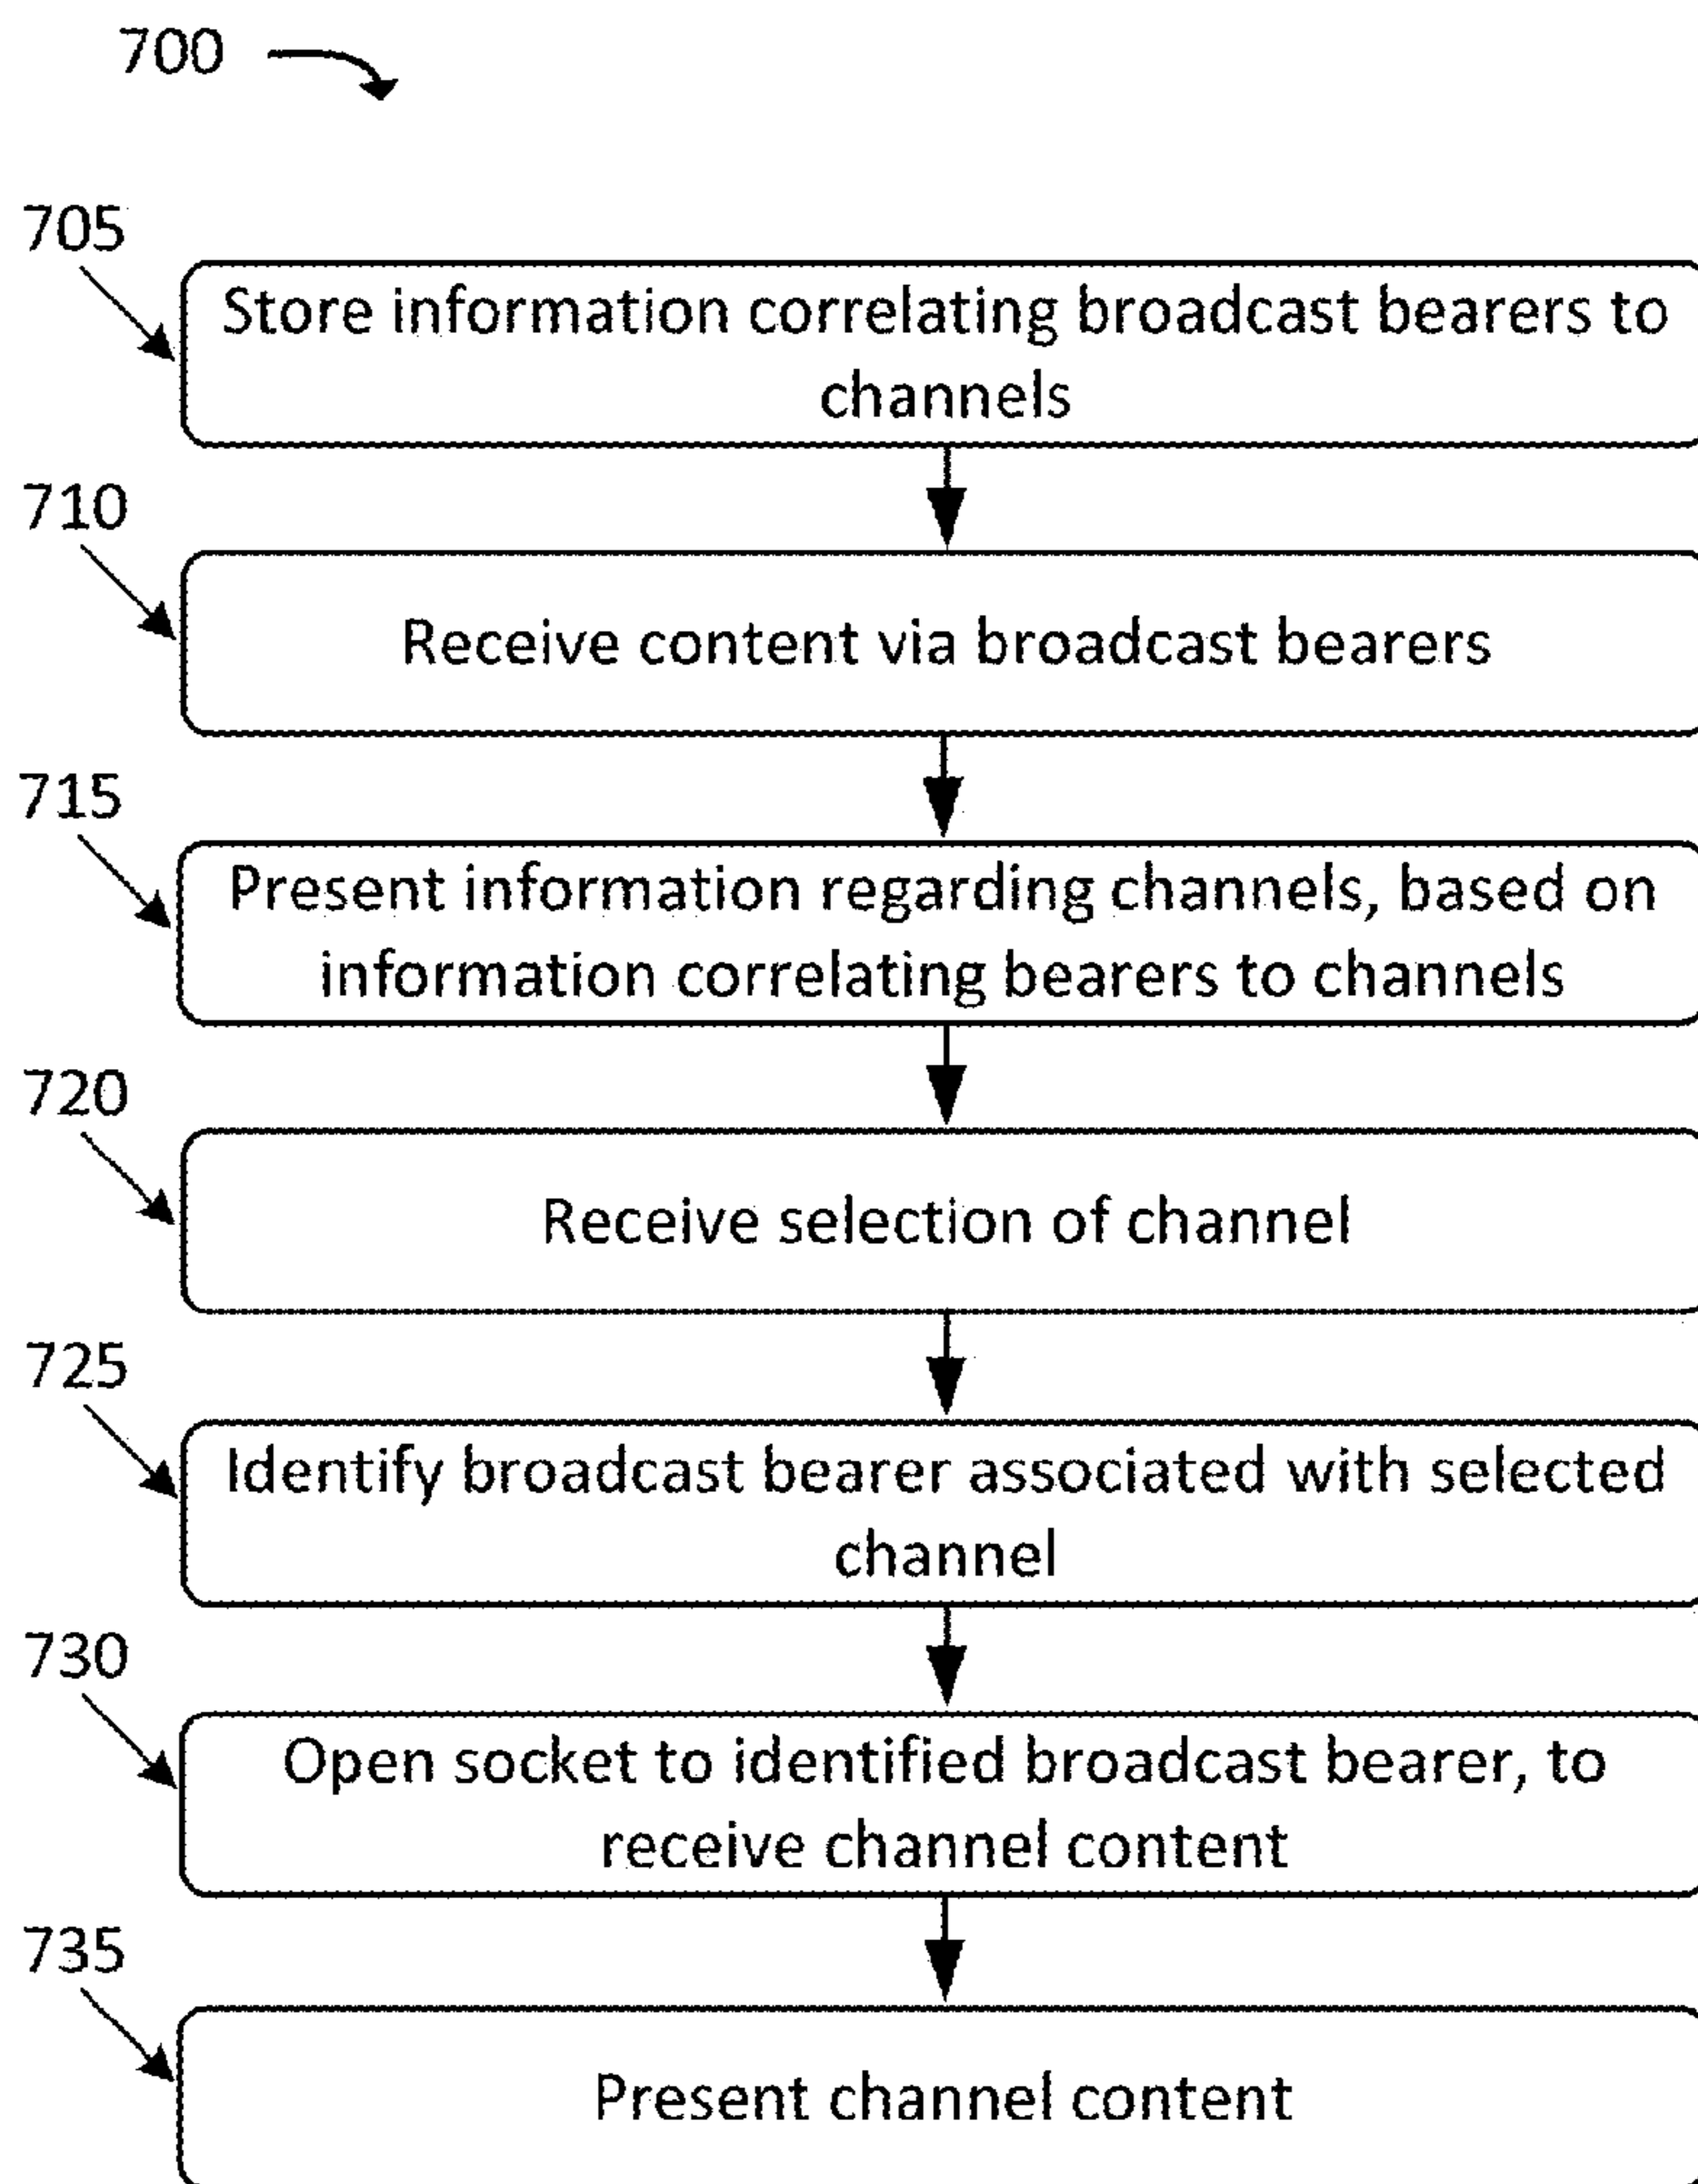 700
705
Store information correlating broadcast bearers to
channels
710
Receive content via broadcast bearers
715
Present information regarding channels, based on
information correlating bearers to channels
720
Receive selection of channel
725
Identify broadcast bearer associated with selected
channel
730
Open socket to identified broadcast bearer, to
receive channel content
735
Present channel content